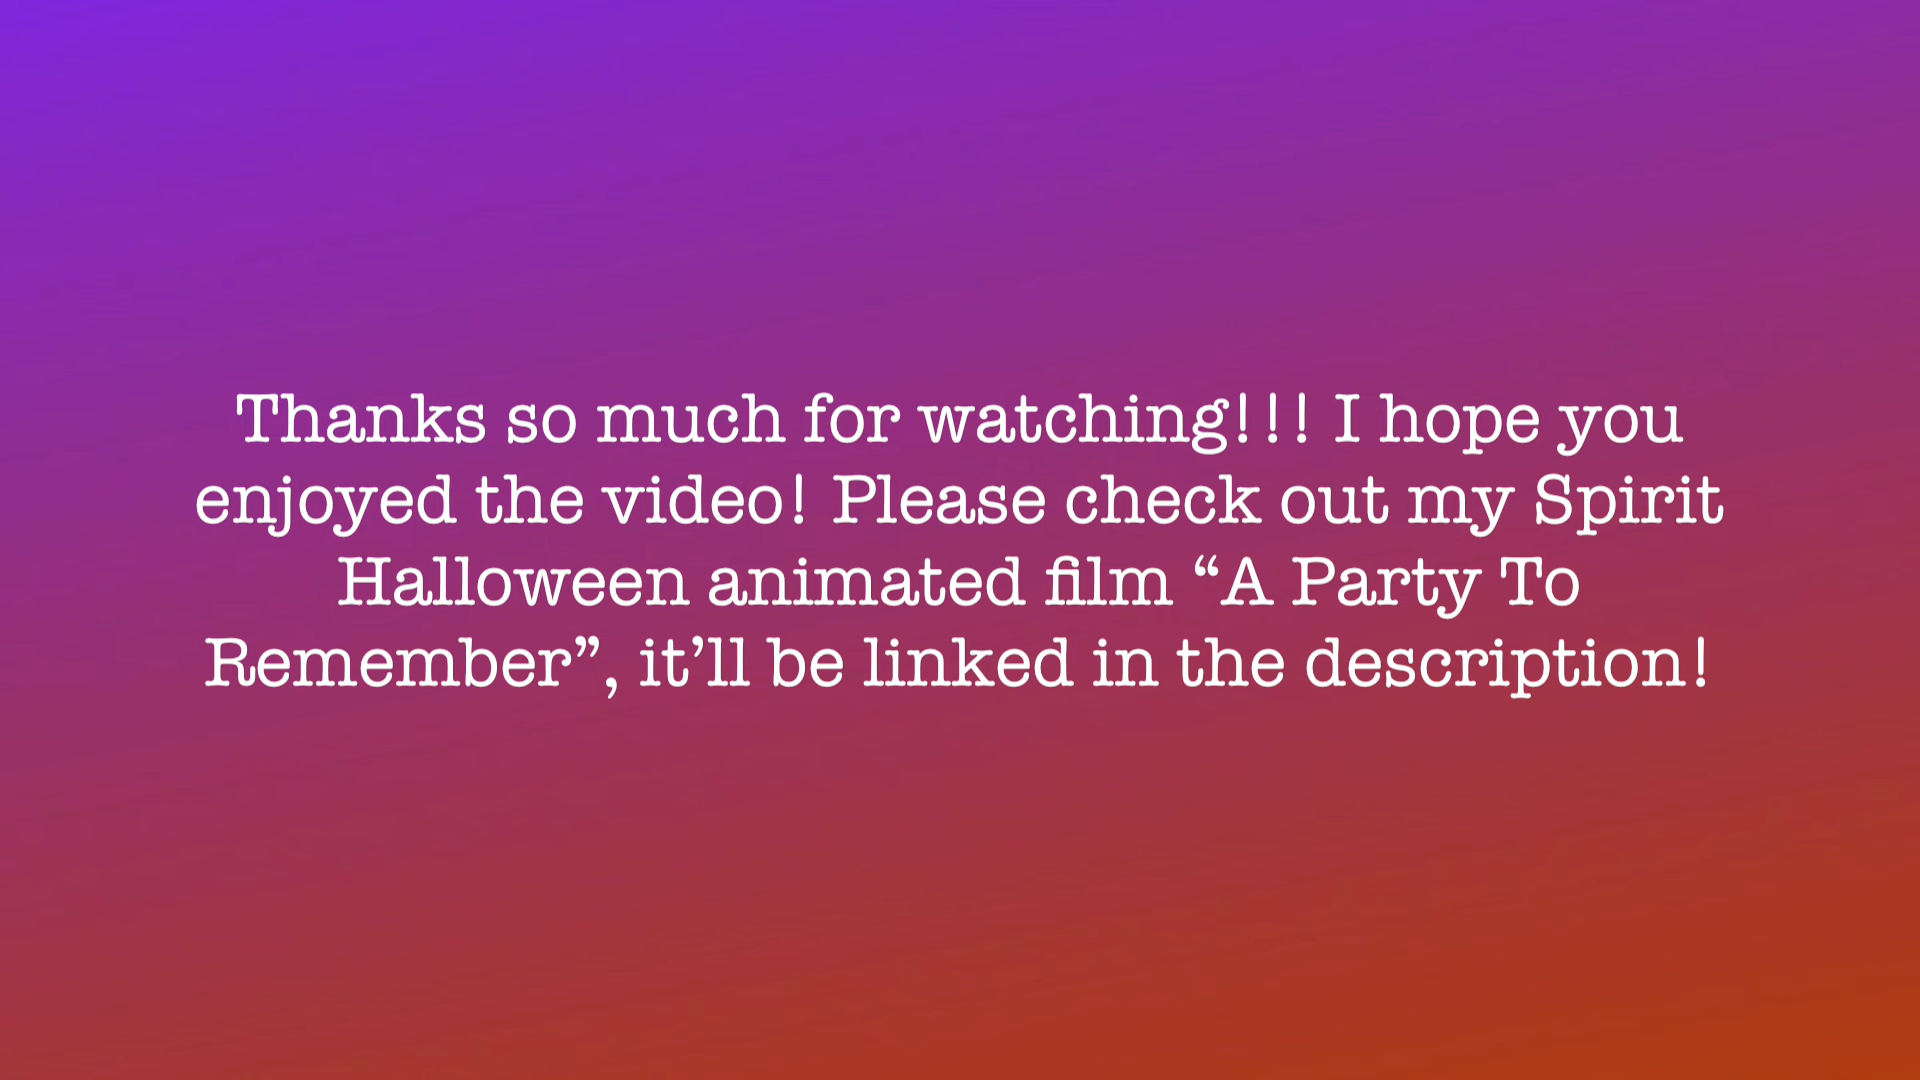 Thanks so much for watching!!! I hope you
enjoyed the video! Please check out my Spirit
Halloween animated film “A Party To
Remember”, it’ll be linked in the description!